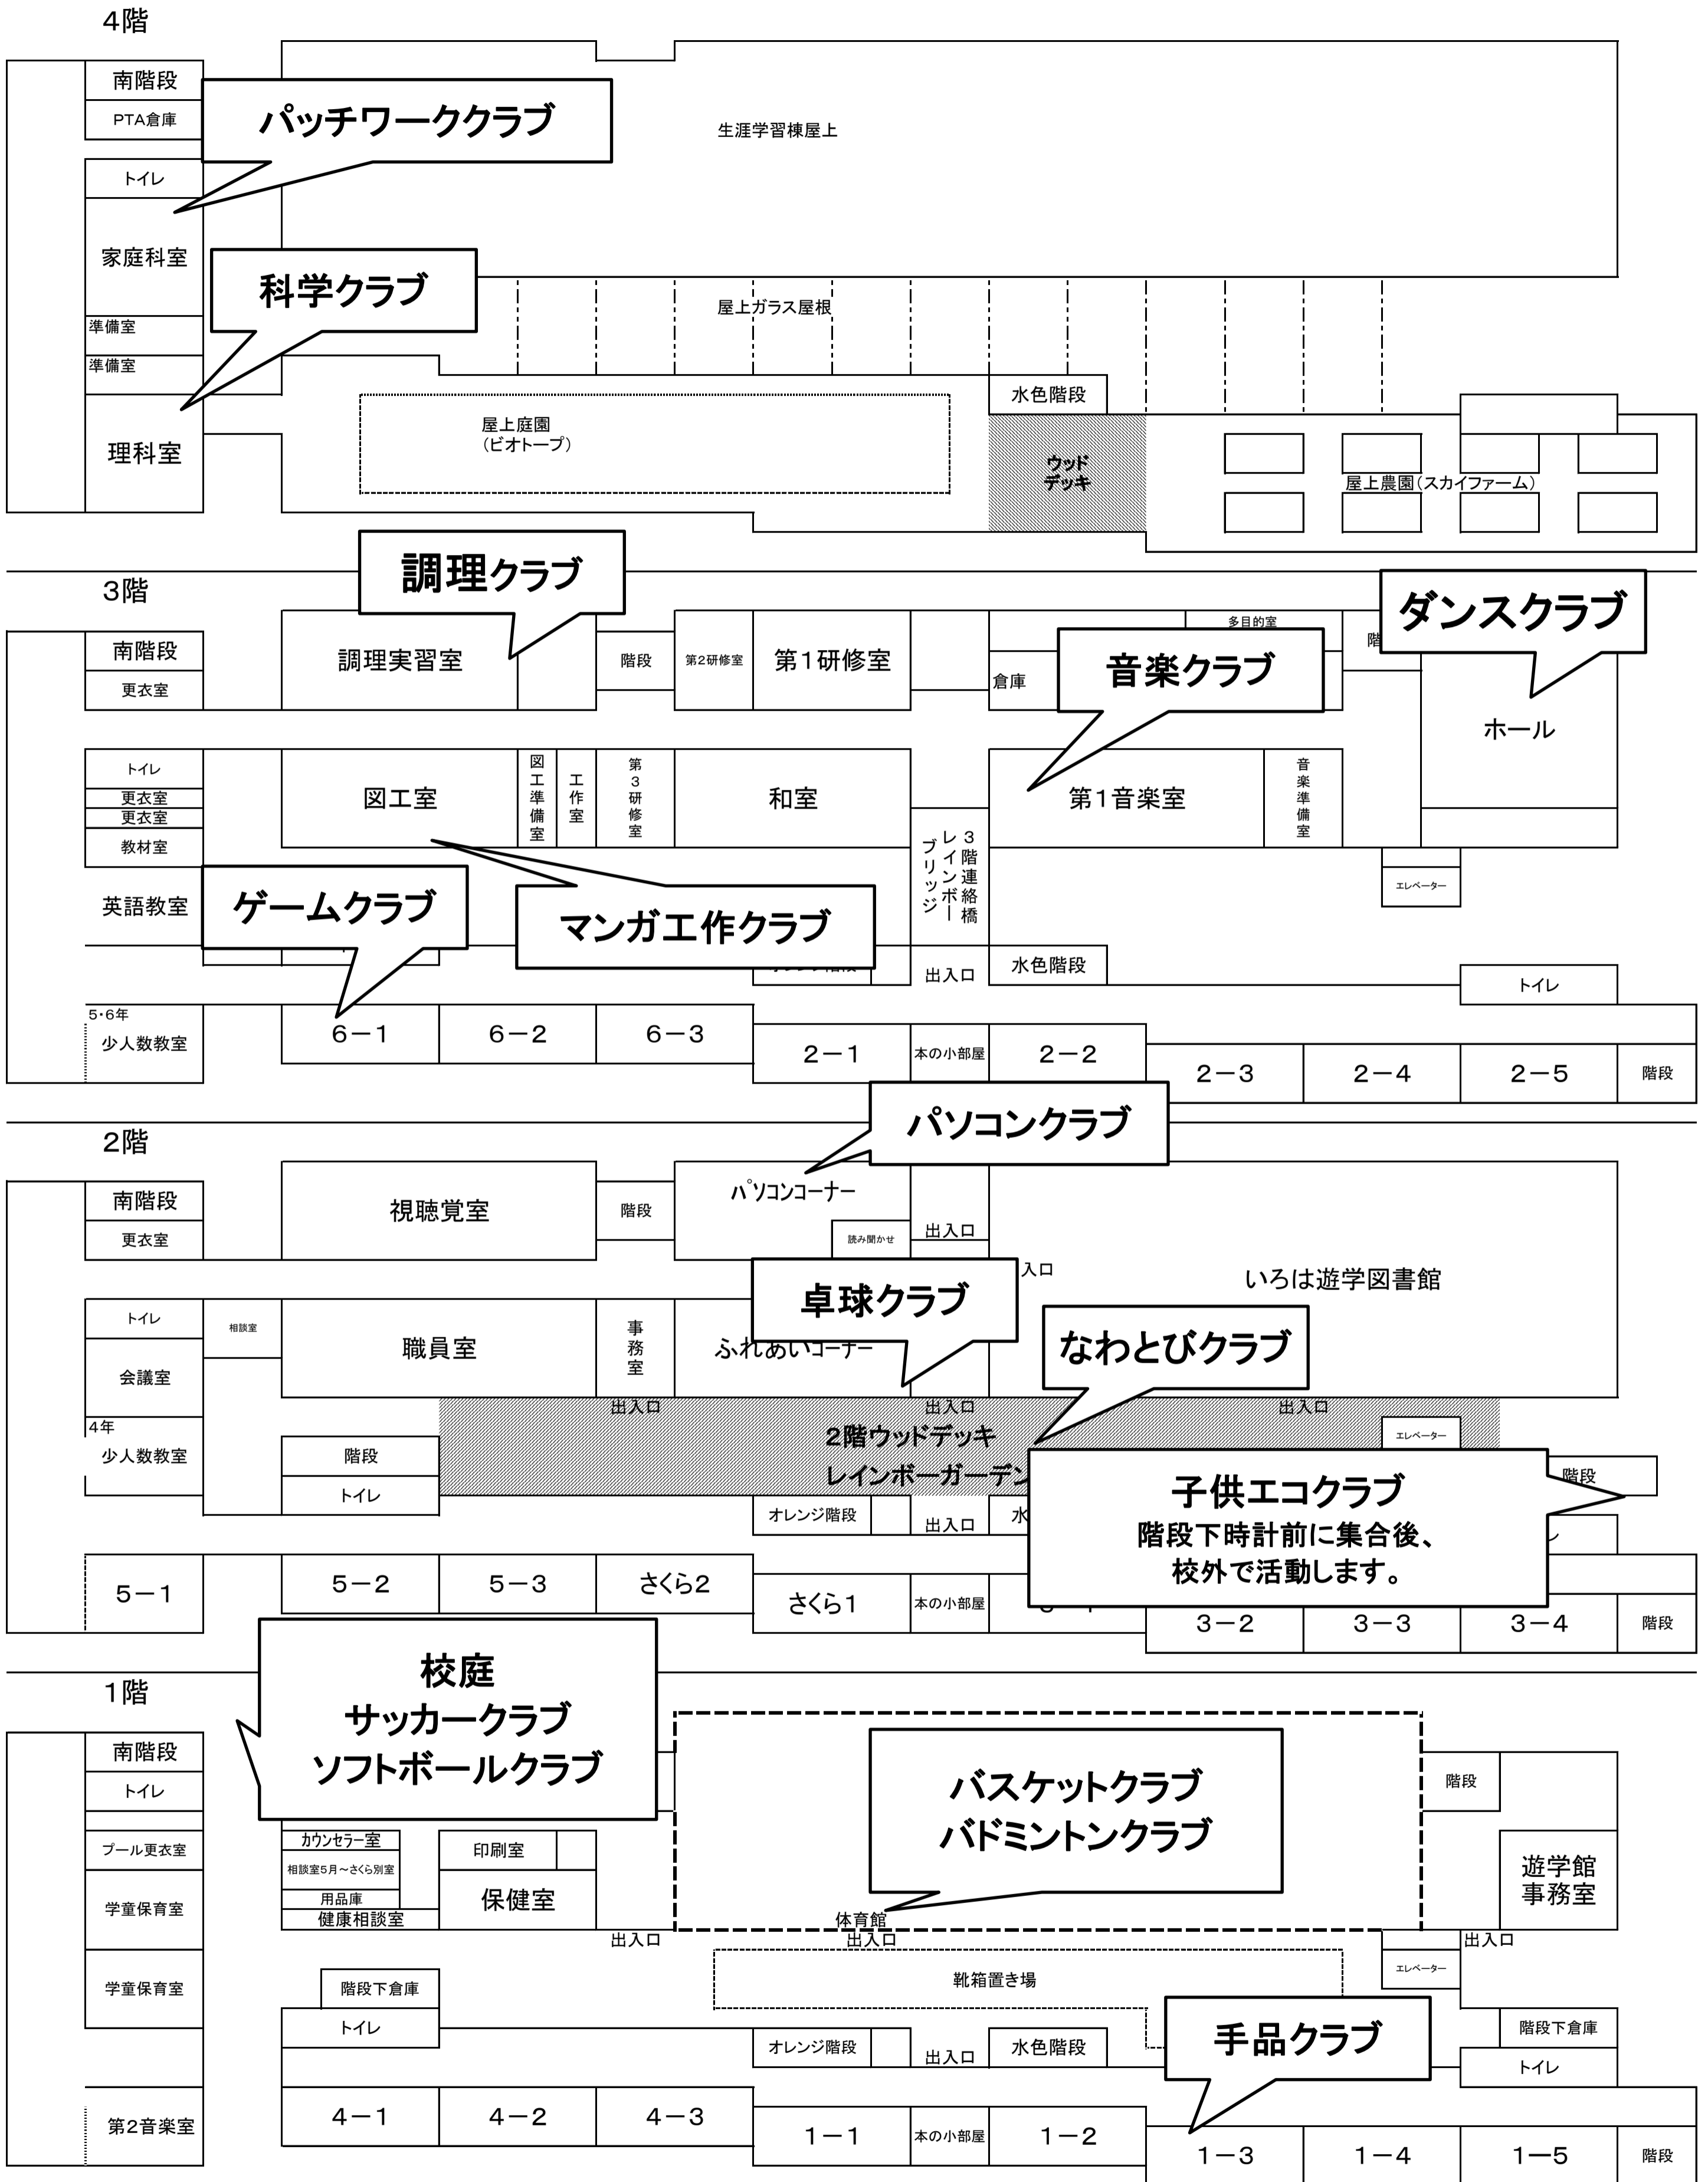 4階
南階段
PTA倉庫
パッチワーククラブ
生涯学習棟屋上
トイレ
家庭科室
科学クラブ
屋上ガラス屋根
準備室
準備室
水色階段
理科室
屋上庭園
（ビオトープ）
ウッド
デッキ
屋上農園（スカイファーム）
3階
調理クラブ
ダンスクラブ
南階段
更衣室
調理実習室
階段
第2研修室
第1研修室
倉庫
多目的室
音楽クラブ
階
ホール
トイレ
更衣室
更衣室
教材室
図工室
図工準備室
工作室
第3研修室
和室
3階連絡橋
レインボー
ブリッジ
第1音楽室
音楽準備室
エレベーター
英語教室
ゲームクラブ
マンガ工作クラブ
出入口
水色階段
トイレ
5・6年
少人数教室
6－1
6－2
6－3
2－1
本の小部屋
2－2
2－3
2－4
2－5
階段
2階
パソコンクラブ
南階段
更衣室
視聴覚室
階段
パソコンコーナー
読み聞かせ
出入口
入口
いろは遊学図書館
卓球クラブ
トイレ
相談室
会議室
職員室
事務室
ふれあいコーナー
なわとびクラブ
出入口
出入口
出入口
2階ウッドデッキ
レインボーガーデン
エレベーター
4年
少人数教室
階段
トイレ
階段
子供エコクラブ
階段下時計前に集合後、
校外で活動します。
オレンジ階段
出入口
水
5－1
5－2
5－3
さくら2
さくら1
本の小部屋
3－2
3－3
3－4
階段
1階
校庭
サッカークラブ
ソフトボールクラブ
南階段
トイレ
プール更衣室
学童保育室
学童保育室
カウンセラー室
相談室5月～さくら別室
用品庫
健康相談室
印刷室
保健室
バスケットクラブ
バドミントンクラブ
体育館
階段
遊学館
事務室
出入口
出入口
出入口
靴箱置き場
エレベーター
階段下倉庫
トイレ
オレンジ階段
出入口
水色階段
手品クラブ
階段下倉庫
トイレ
第2音楽室
4－1
4－2
4－3
1－1
本の小部屋
1－2
1－3
1－4
1－5
階段